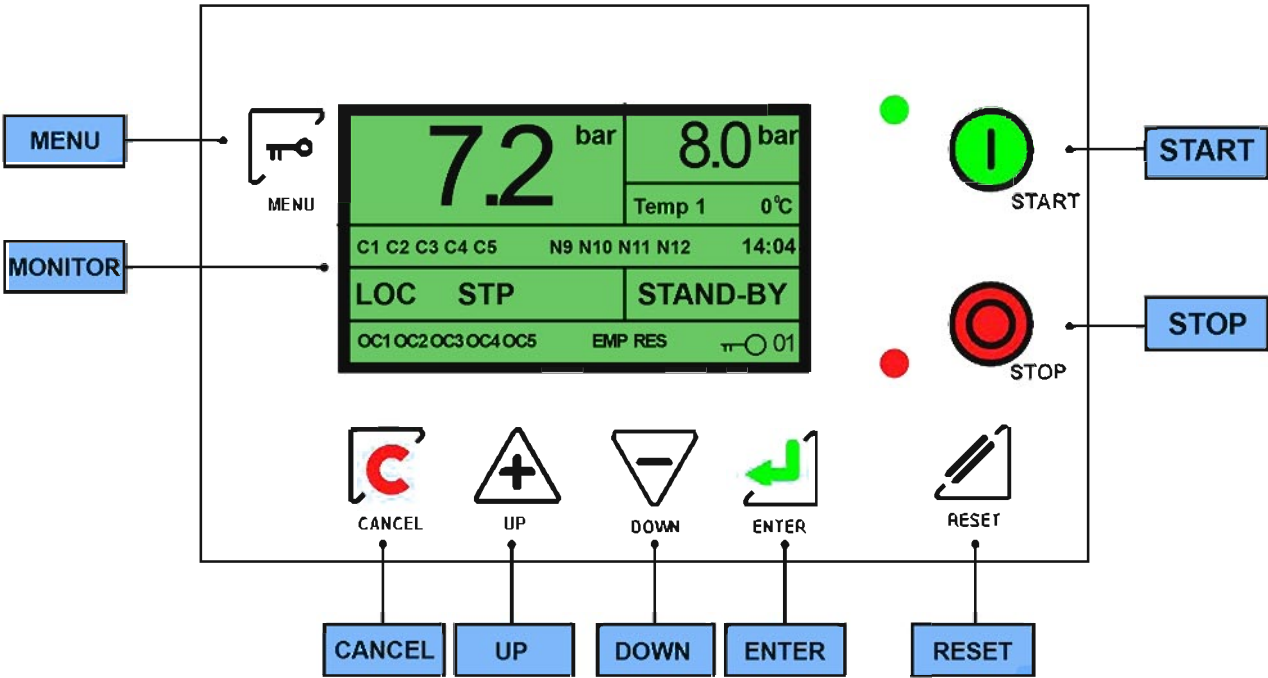 MENU
MENU
MONITOR
7.2 bar
8.0 bar
Temp 1 0°C
C1 C2 C3 C4 C5 N9 N10 N11 N12 14:04
LOC STP STAND-BY
OC1 OC2 OC3 OC4 OC5 EMP RES 01
START
START
STOP
STOP
C
CANCEL UP DOWN ENTER RESET
CANCEL UP DOWN ENTER RESET